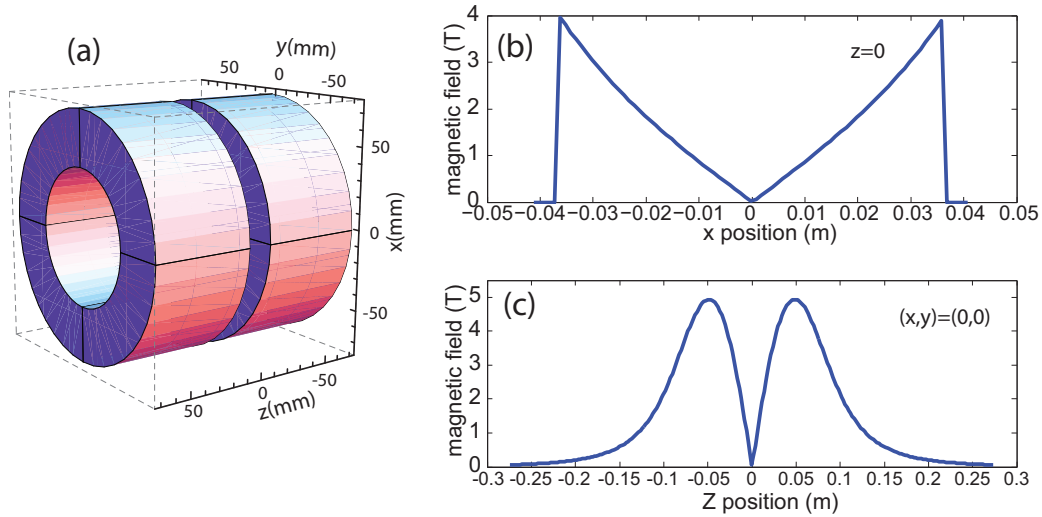 (a)
y(mm)
50
0
-50
50
0
-50
x(mm)
50
0
-50
z(mm)
(b)
z=0
magnetic field (T)
4
3
2
1
0
-0.05 -0.04 -0.03 -0.02 -0.01 0 0.01 0.02 0.03 0.04 0.05
x position (m)
(c)
(x,y)=(0,0)
magnetic field (T)
5
4
3
2
1
0
-0.3 -0.25 -0.2 -0.15 -0.1 -0.05 0 0.05 0.1 0.15 0.2 0.25 0.3
Z position (m)